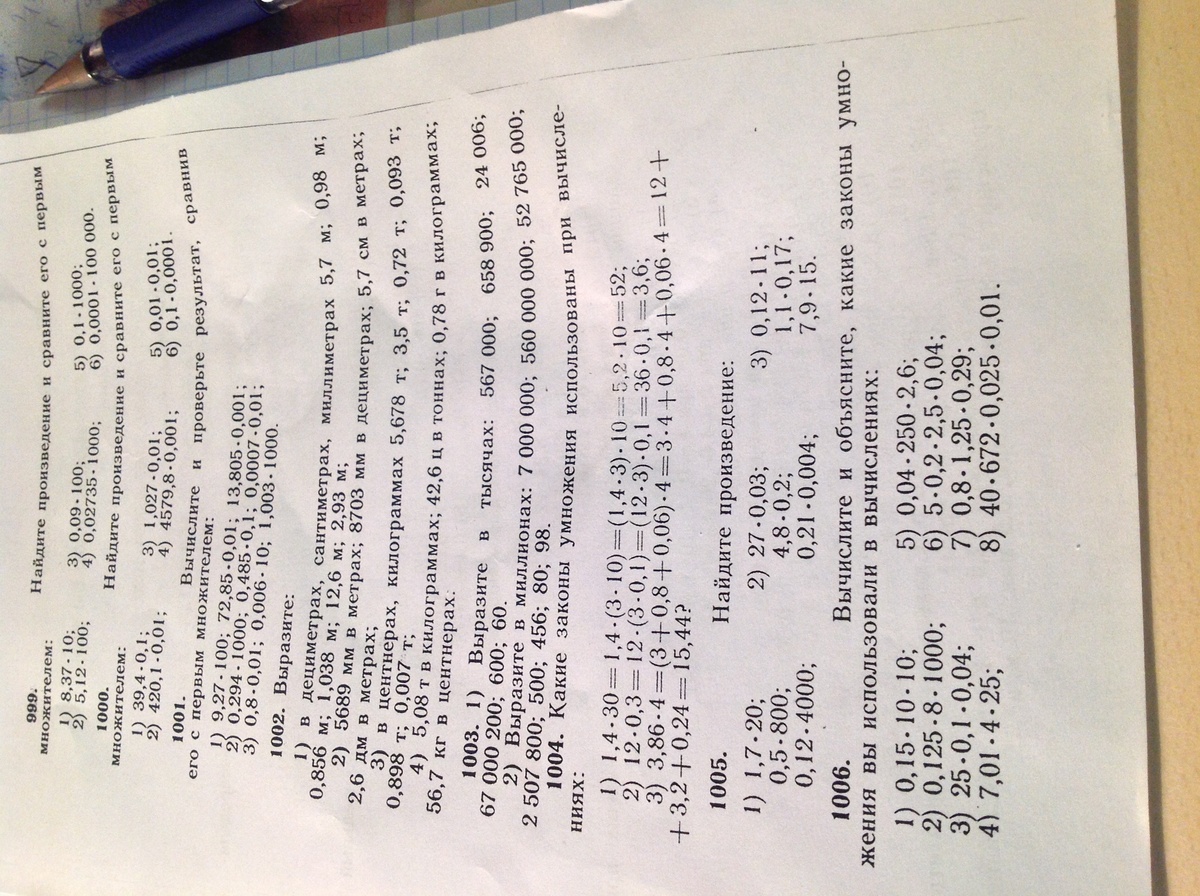 999. Найдите произведение и сравните его с первым
множителем:
1) 8,37·10; 3) 0,09·100; 5) 0,1·1000;
2) 5,12·100; 4) 0,02735·1000; 6) 0,0001·100 000.
1000. Найдите произведение и сравните его с первым
множителем:
1) 39,4·0,1; 3) 1,027·0,01; 5) 0,01·0,01;
2) 420,1·0,01; 4) 4579,8·0,001; 6) 0,1·0,0001.
1001. Вычислите и проверьте результат, сравнив
его с первым множителем:
1) 9,27·100; 72,85·0,01; 13,805·0,001;
2) 0,294·1000; 0,485·0,1; 0,0007·0,01;
3) 0,8·0,01; 0,006·10; 1,003·1000.
1002. Выразите:
1) в дециметрах, сантиметрах, миллиметрах 5,7 м; 0,98 м;
0,856 м; 1,038 м; 12,6 м; 2,93 м;
2) 5689 мм в метрах; 8703 мм в дециметрах; 5,7 см в метрах;
2,6 дм в метрах;
3) в центнерах, килограммах 5,678 т; 3,5 т; 0,72 т; 0,093 т;
0,898 т; 0,007 т;
4) 5,08 т в килограммах; 42,6 ц в тоннах; 0,78 г в килограммах,
56,7 кг в центнерах.
1003. 1) Выразите в тысячах: 567 000; 658 900; 24 006;
67 000 200; 600; 60.
2) Выразите в миллионах: 7 000 000; 560 000 000; 52 765 000;
2 507 800; 500; 456; 80; 98.
1004. Какие законы умножения использованы при вычисле-
ниях:
1) 1,4·30=1,4·(3·10)=(1,4·3)·10=5,2·10=52;
2) 12·0,3=12·(3·0,1)=(12·3)·0,1=36·0,1=3,6;
3) 3,86·4=(3+0,8+0,06)·4=3·4+0,8·4+0,06·4=12+
+3,2+0,24=15,44?
1005. Найдите произведение:
1) 1,7·20; 2) 27·0,03; 3) 0,12·11;
0,5·800; 4,8·0,2; 1,1·0,17;
0,12·4000; 0,21·0,004; 7,9·15.
1006. Вычислите и объясните, какие законы умно-
жения вы использовали в вычислениях:
1) 0,15·10·10; 5) 0,04·250·2,6;
2) 0,125·8·1000; 6) 5·0,2·2,5·0,04;
3) 25·0,1·0,04; 7) 0,8·1,25·0,29;
4) 7,01·4·25; 8) 40·672·0,025·0,01.